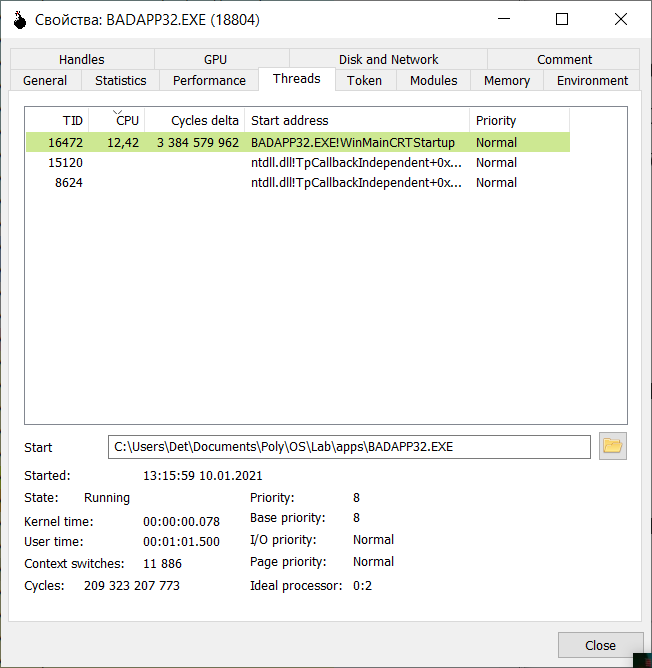 Свойства: BADAPP32.EXE (18804)
Handles GPU Disk and Network Comment
General Statistics Performance Threads Token Modules Memory Environment
TID CPU Cycles delta Start address Priority
16472 12,42 3 384 579 962 BADAPP32.EXE!WinMainCRTStartup Normal
15120 ntdll.dll!TpCallbackIndependent+0x... Normal
8624 ntdll.dll!TpCallbackIndependent+0x... Normal
Start C:\Users\Det\Documents\Poly\OS\Lab\apps\BADAPP32.EXE
Started: 13:15:59 10.01.2021
State: Running Priority: 8
Kernel time: 00:00:00.078 Base priority: 8
User time: 00:01:01.500 I/O priority: Normal
Context switches: 11 886 Page priority: Normal
Cycles: 209 323 207 773 Ideal processor: 0:2
Close